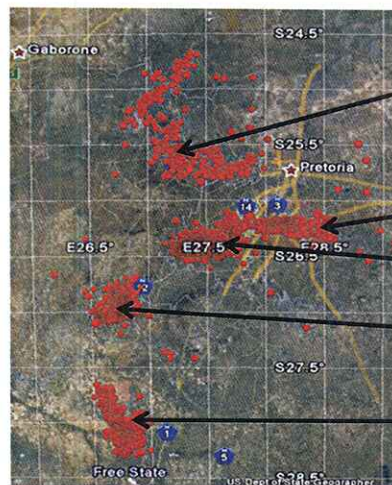 S24.5°
Gaborone
S25.5°
Pretoria
14
3
E26.5°
E27.5°
E28.5°
S26.5°
S27.5°
1
5
Free State
S28.5°
US Dept of State Geographer